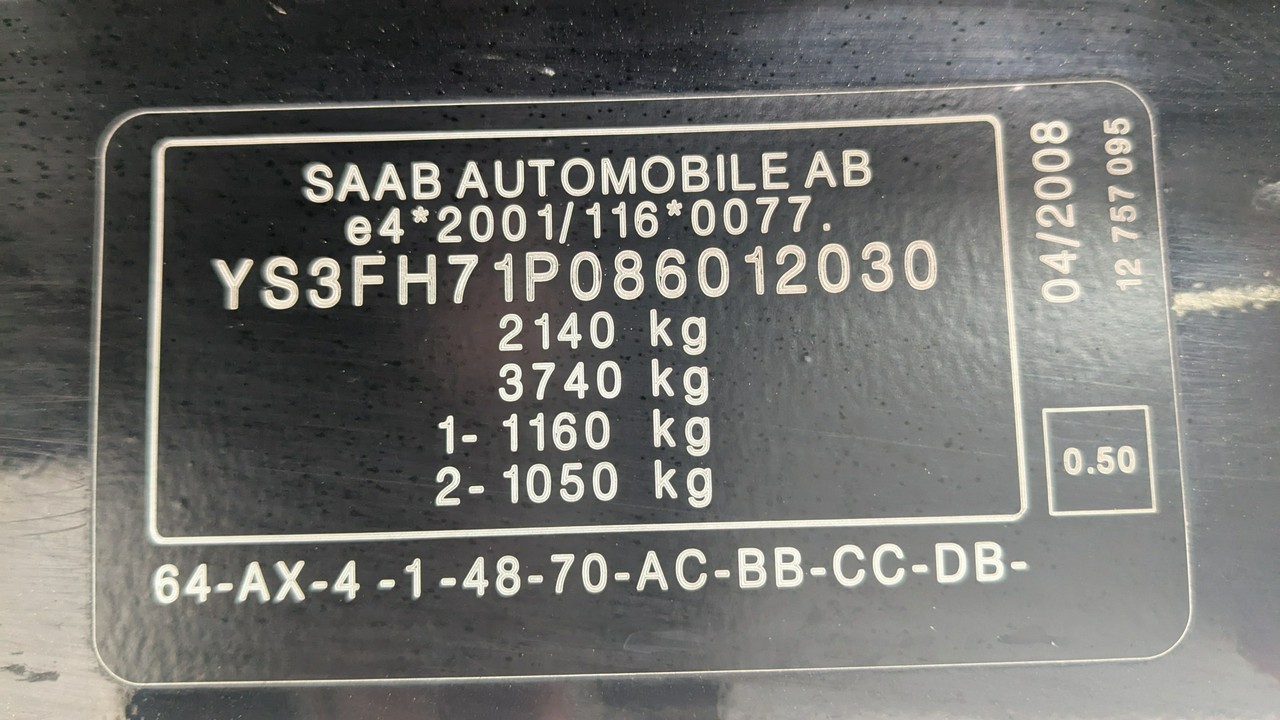 SAAB AUTOMOBILE AB
e4*2001/116*0077.
YS3FH71P086012030
2140 kg
3740 kg
1- 1160 kg
2- 1050 kg
04/2008
12 757 095
0.50
64-AX-4 -1 -48-70-AC-BB-CC-DB-